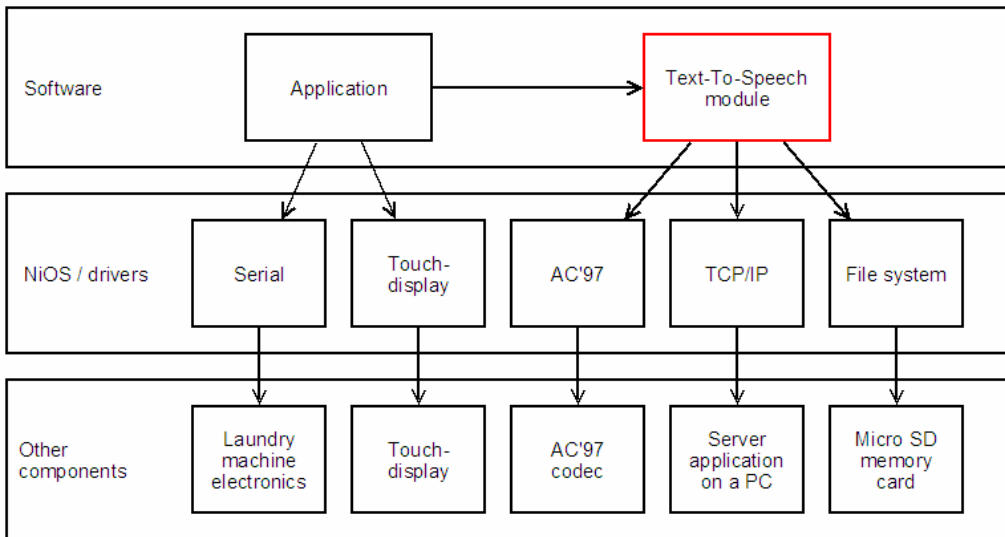 Software
Application
Text-To-Speech
module
NiOS / drivers
Serial
Touch-
display
AC'97
TCP/IP
File system
Other
components
Laundry
machine
electronics
Touch-
display
AC'97
codec
Server
application
on a PC
Micro SD
memory
card